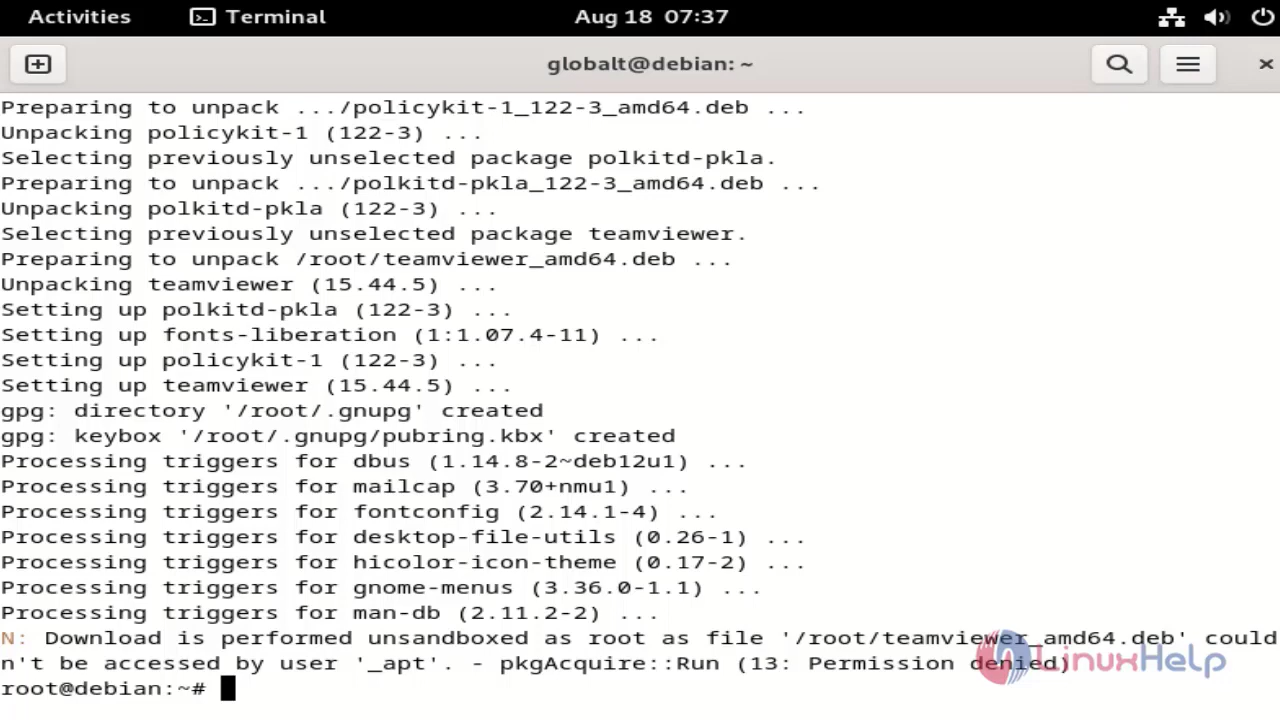 Activities Terminal Aug 18 07:37
globalt@debian: ~
Preparing to unpack .../policykit-1_122-3_amd64.deb ...
Unpacking policykit-1 (122-3) ...
Selecting previously unselected package polkitd-pkla.
Preparing to unpack .../polkitd-pkla_122-3_amd64.deb ...
Unpacking polkitd-pkla (122-3) ...
Selecting previously unselected package teamviewer.
Preparing to unpack /root/teamviewer_amd64.deb ...
Unpacking teamviewer (15.44.5) ...
Setting up polkitd-pkla (122-3) ...
Setting up fonts-liberation (1:1.07.4-11) ...
Setting up policykit-1 (122-3) ...
Setting up teamviewer (15.44.5) ...
gpg: directory '/root/.gnupg' created
gpg: keybox '/root/.gnupg/pubring.kbx' created
Processing triggers for dbus (1.14.8-2~deb12u1) ...
Processing triggers for mailcap (3.70+nmu1) ...
Processing triggers for fontconfig (2.14.1-4) ...
Processing triggers for desktop-file-utils (0.26-1) ...
Processing triggers for hicolor-icon-theme (0.17-2) ...
Processing triggers for gnome-menus (3.36.0-1.1) ...
Processing triggers for man-db (2.11.2-2) ...
N: Download is performed unsandboxed as root as file '/root/teamviewer_amd64.deb' could
n't be accessed by user '_apt'. - pkgAcquire::Run (13: Permission denied)
LinuxHelp
root@debian:~#